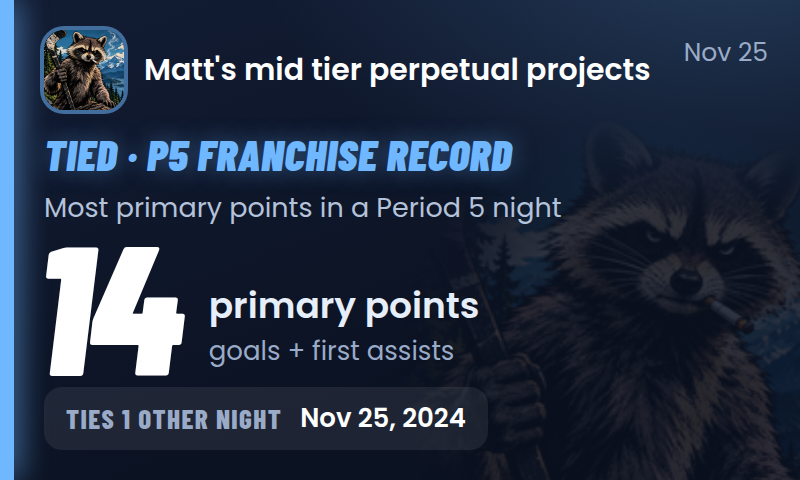 Matt's mid tier perpetual projects
Nov 25
TIED · P5 FRANCHISE RECORD
Most primary points in a Period 5 night
14
primary points
goals + first assists
TIES 1 OTHER NIGHT Nov 25, 2024